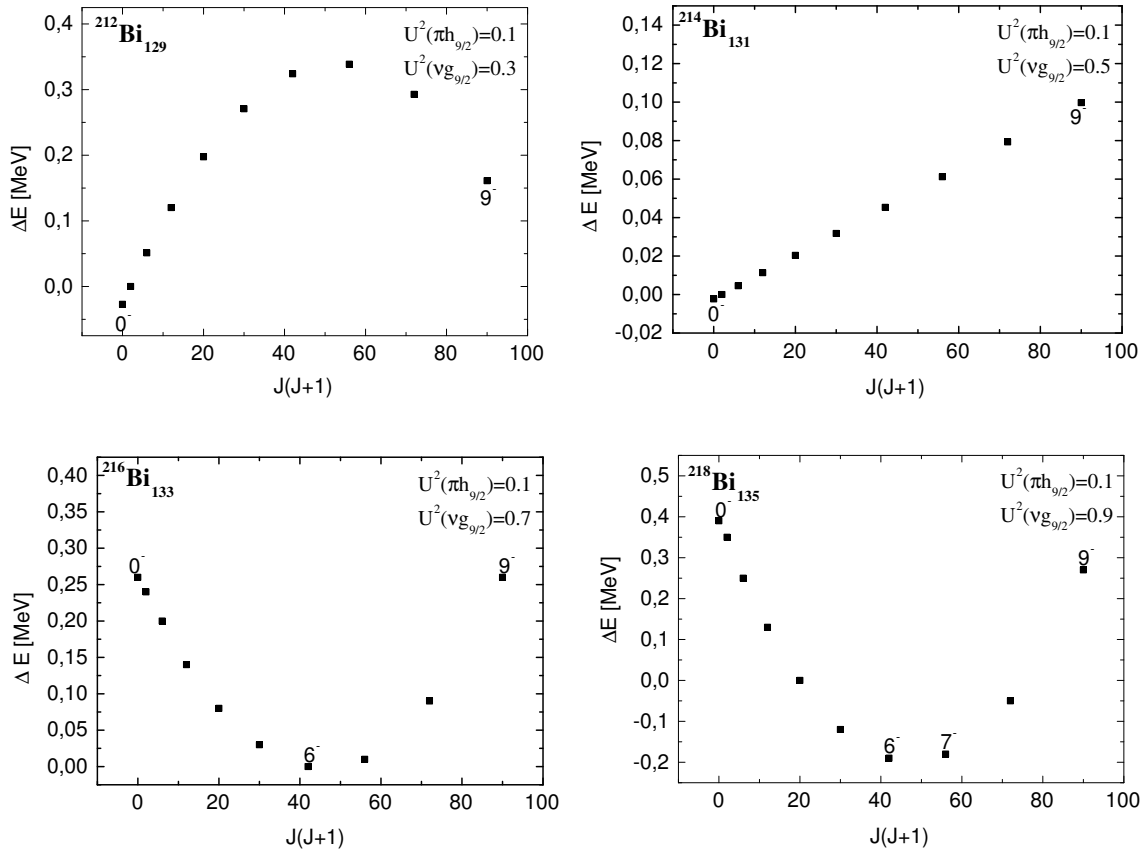 ²¹²Bi₁₂₉
U²(πh₉/₂)=0.1
U²(νg₉/₂)=0.3
0,4
0,3
0,2
0,1
0,0
ΔE [MeV]
0⁻
9⁻
0 20 40 60 80 100
J(J+1)
²¹⁴Bi₁₃₁
U²(πh₉/₂)=0.1
U²(νg₉/₂)=0.5
0,14
0,12
0,10
0,08
0,06
0,04
0,02
0,00
-0,02
Δ E [MeV]
0⁻
9⁻
0 20 40 60 80 100
J(J+1)
²¹⁶Bi₁₃₃
U²(πh₉/₂)=0.1
U²(νg₉/₂)=0.7
0,40
0,35
0,30
0,25
0,20
0,15
0,10
0,05
0,00
Δ E [MeV]
0⁻
6⁻
9⁻
0 20 40 60 80 100
J(J+1)
²¹⁸Bi₁₃₅
U²(πh₉/₂)=0.1
U²(νg₉/₂)=0.9
0,5
0,4
0,3
0,2
0,1
0,0
-0,1
-0,2
ΔE [MeV]
0⁻
6⁻
7⁻
9⁻
0 20 40 60 80 100
J(J+1)